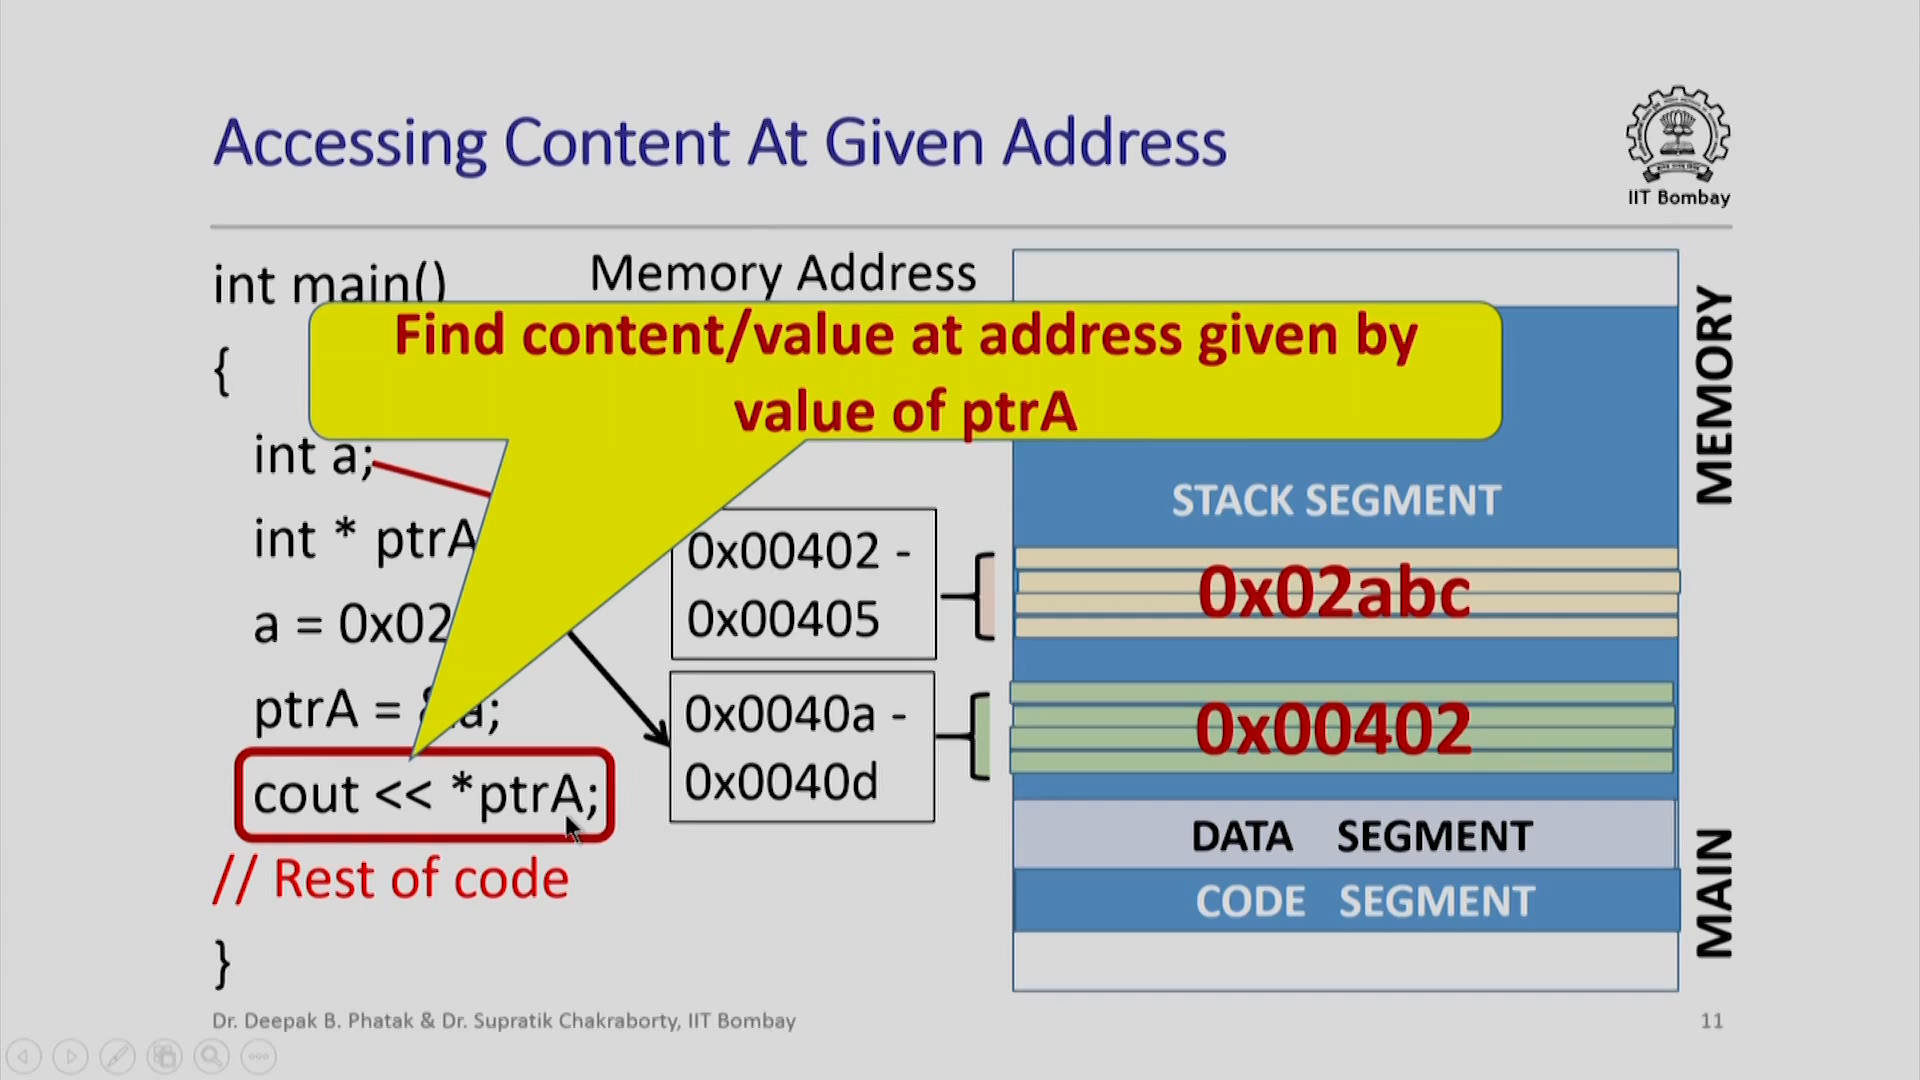 Accessing Content At Given Address
IIT Bombay
int main()
Memory Address
{
Find content/value at address given by
value of ptrA
int a;
int * ptrA
a = 0x02
ptrA = &a;
cout << *ptrA;
// Rest of code
}
0x00402 -
0x00405
0x0040a -
0x0040d
STACK SEGMENT
0x02abc
0x00402
DATA SEGMENT
CODE SEGMENT
MAIN MEMORY
Dr. Deepak B. Phatak & Dr. Supratik Chakraborty, IIT Bombay
11